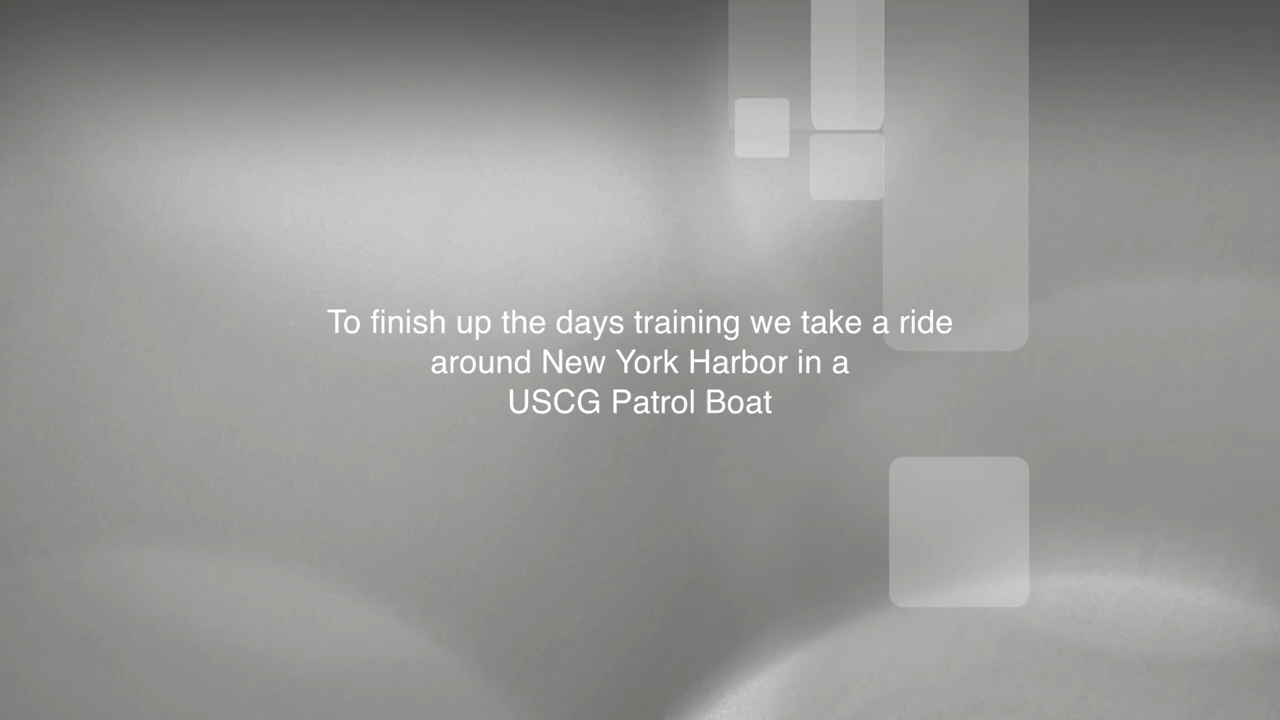 To finish up the days training we take a ride
around New York Harbor in a
USCG Patrol Boat